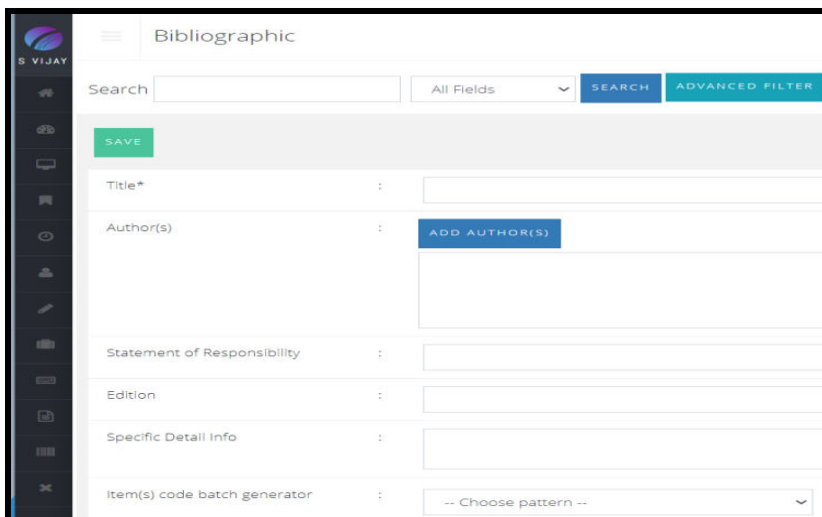 Bibliographic
S VIJAY
Search All Fields SEARCH ADVANCED FILTER
SAVE
Title* :
Author(s) : ADD AUTHOR(S)
Statement of Responsibility :
Edition :
Specific Detail Info :
Item(s) code batch generator : -- Choose pattern --